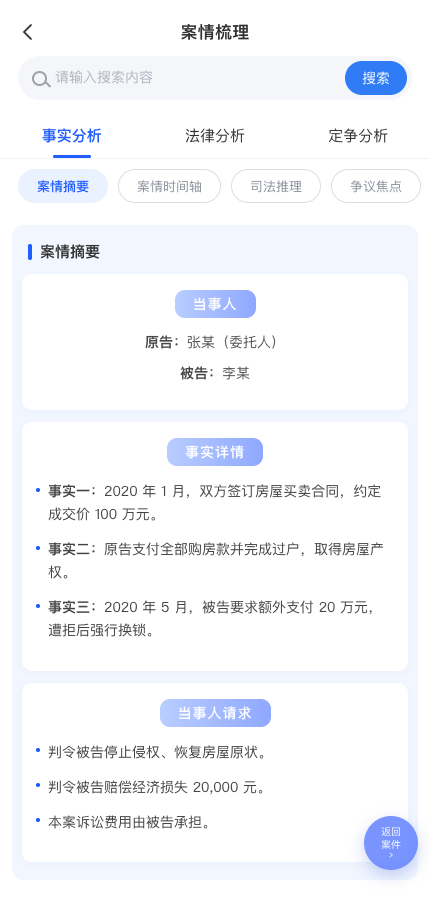 案情梳理
请输入搜索内容
搜索
事实分析
法律分析
定争分析
案情摘要
案情时间轴
司法推理
争议焦点
案情摘要
当事人
原告：张某（委托人）
被告：李某
事实详情
事实一：2020 年 1 月，双方签订房屋买卖合同，约定
成交价 100 万元。
事实二：原告支付全部购房款并完成过户，取得房屋产
权。
事实三：2020 年 5 月，被告要求额外支付 20 万元，
遭拒后强行换锁。
当事人请求
判令被告停止侵权、恢复房屋原状。
判令被告赔偿经济损失 20,000 元。
本案诉讼费用由被告承担。
返回
案件